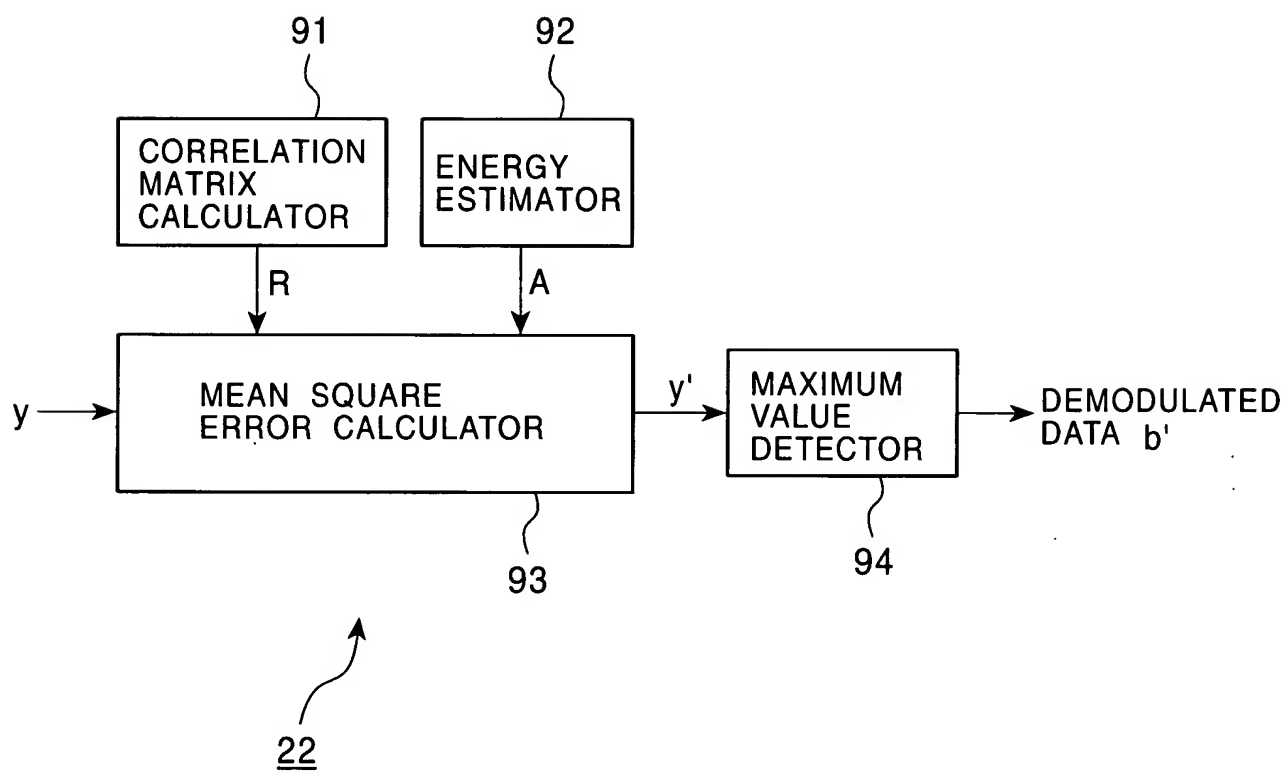 91
92
CORRELATION
MATRIX
CALCULATOR
ENERGY
ESTIMATOR
R
A
y
MEAN SQUARE
ERROR CALCULATOR
y'
MAXIMUM
VALUE
DETECTOR
DEMODULATED
DATA b'
93
94
22